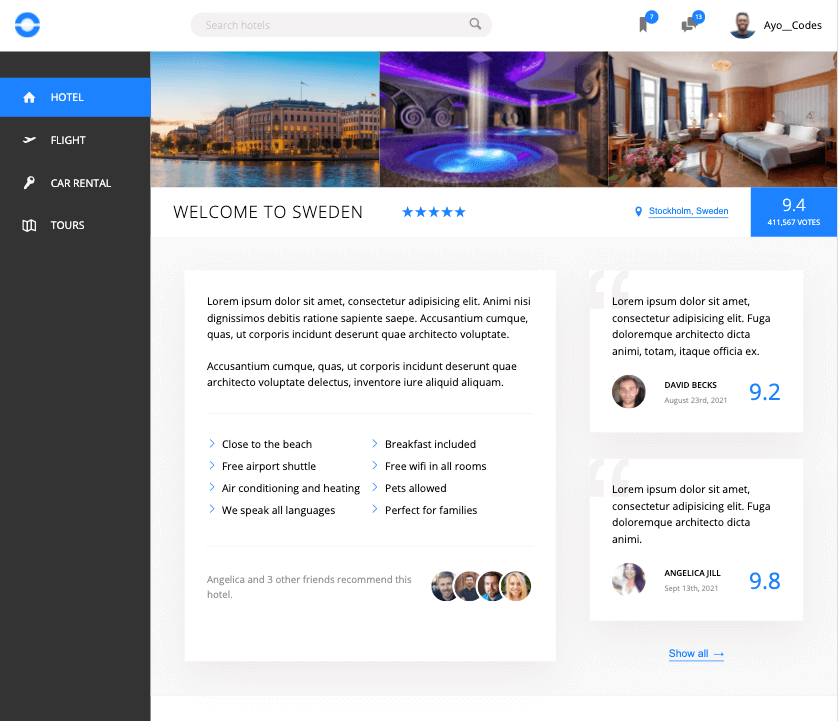 Search hotels
7
13
Ayo__Codes
HOTEL
FLIGHT
CAR RENTAL
TOURS
WELCOME TO SWEDEN
Stockholm, Sweden
9.4
411,567 VOTES
Lorem ipsum dolor sit amet, consectetur adipisicing elit. Animi nisi
dignissimos debitis ratione sapiente saepe. Accusantium cumque,
quas, ut corporis incidunt deserunt quae architecto voluptate.
Accusantium cumque, quas, ut corporis incidunt deserunt quae
architecto voluptate delectus, inventore iure aliquid aliquam.
Close to the beach
Breakfast included
Free airport shuttle
Free wifi in all rooms
Air conditioning and heating
Pets allowed
We speak all languages
Perfect for families
Angelica and 3 other friends recommend this
hotel.
“
Lorem ipsum dolor sit amet,
consectetur adipisicing elit. Fuga
doloremque architecto dicta
animi, totam, itaque officia ex.
DAVID BECKS
August 23rd, 2021
9.2
“
Lorem ipsum dolor sit amet,
consectetur adipisicing elit. Fuga
doloremque architecto dicta
animi.
ANGELICA JILL
Sept 13th, 2021
9.8
Show all →